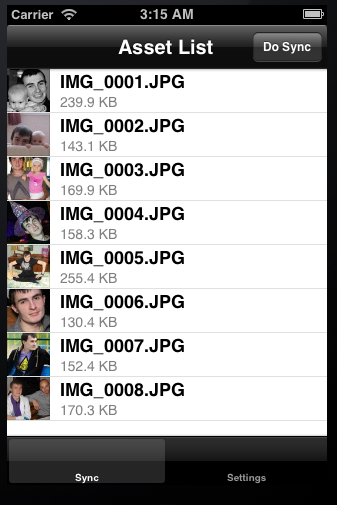 Carrier 3:15 AM
Asset List Do Sync
IMG_0001.JPG
239.9 KB
IMG_0002.JPG
143.1 KB
IMG_0003.JPG
169.9 KB
IMG_0004.JPG
158.3 KB
IMG_0005.JPG
255.4 KB
IMG_0006.JPG
130.4 KB
IMG_0007.JPG
152.4 KB
IMG_0008.JPG
170.3 KB
Sync Settings